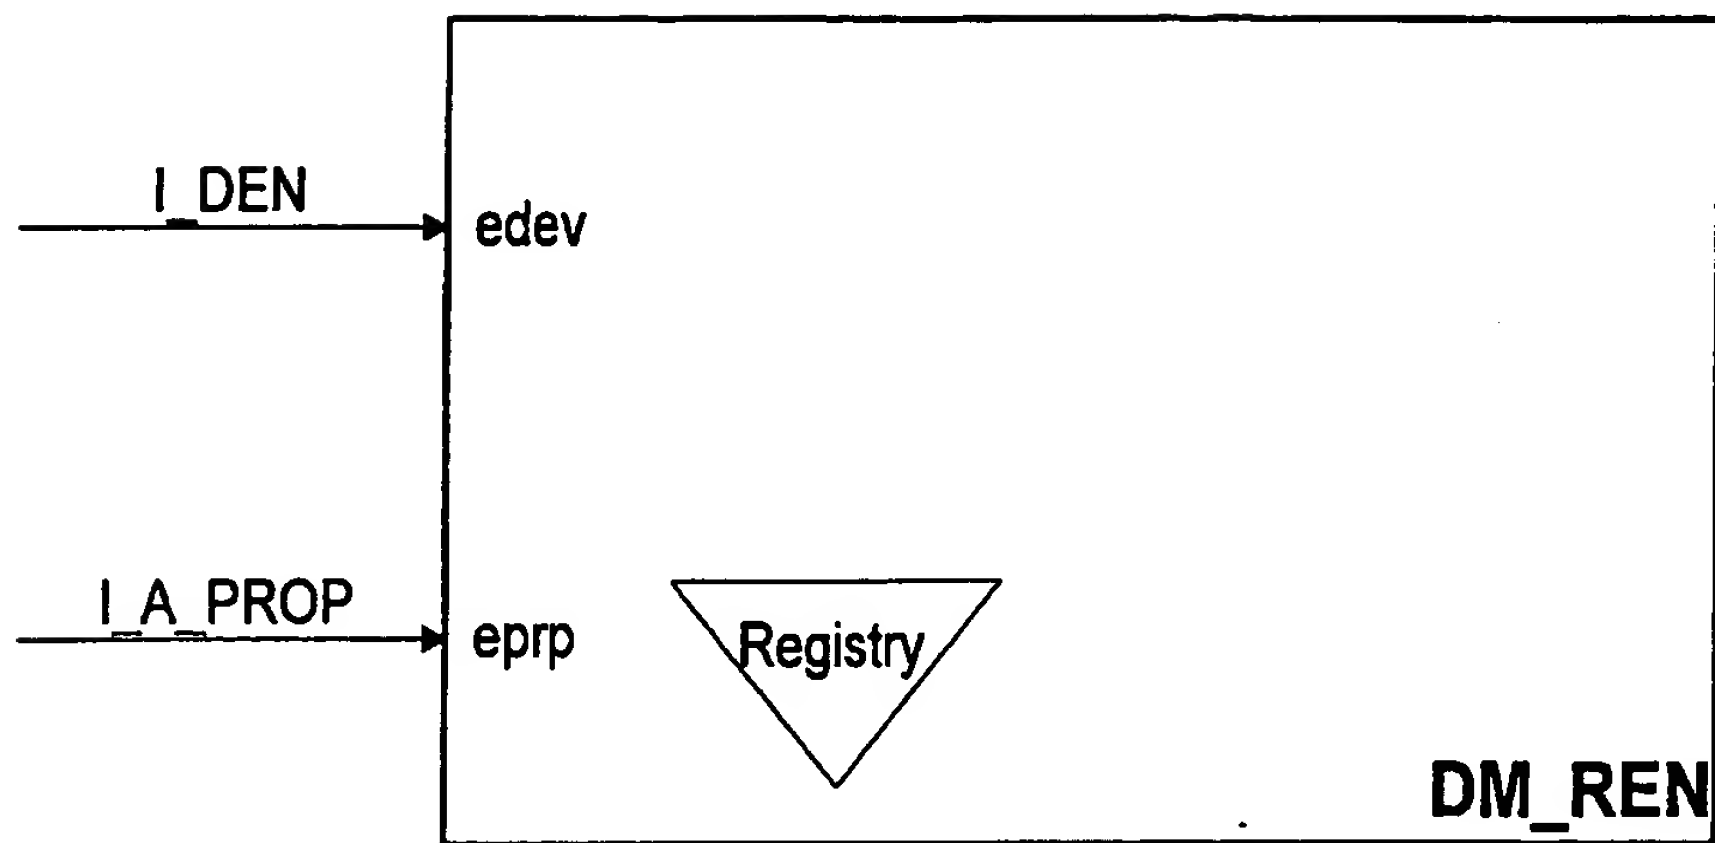 I_DEN
edev
I_A_PROP
eprp
Registry
DM_REN